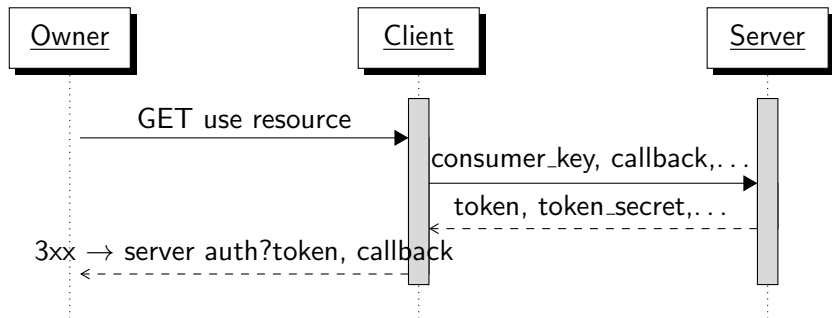 Owner
Client
Server
GET use resource
consumer_key, callback,...
token, token_secret,...
3xx → server auth?token, callback